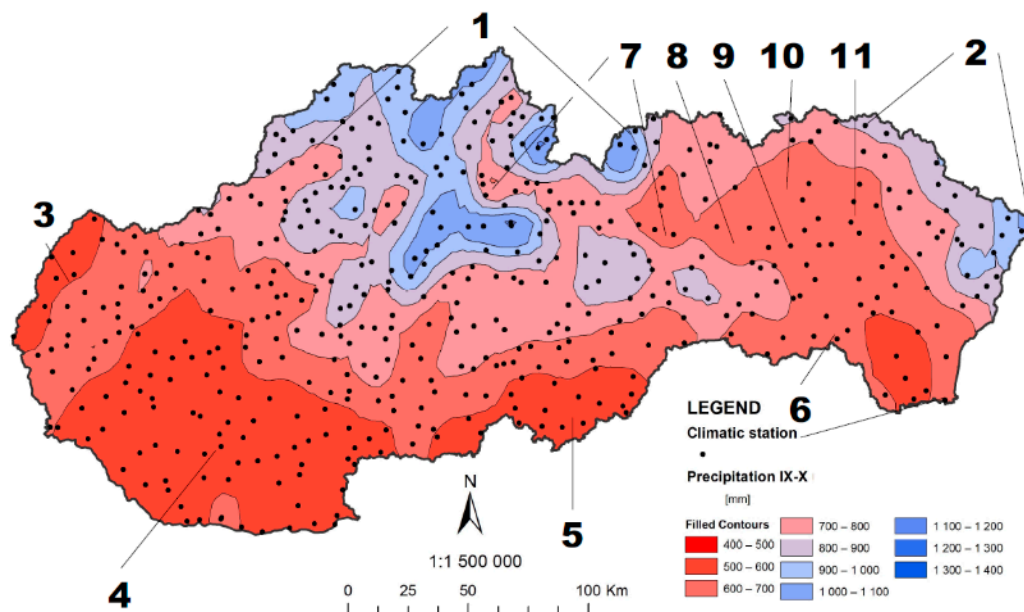 1
7 8 9 10 11 2
3
LEGEND
6
Climatic station
N
Precipitation IX-X
[mm]
5
Filled Contours
1:1 500 000
400 – 500
500 – 600
600 – 700
700 – 800
800 – 900
900 – 1 000
1 000 – 1 100
1 100 – 1 200
1 200 – 1 300
1 300 – 1 400
4
0 25 50 100 Km